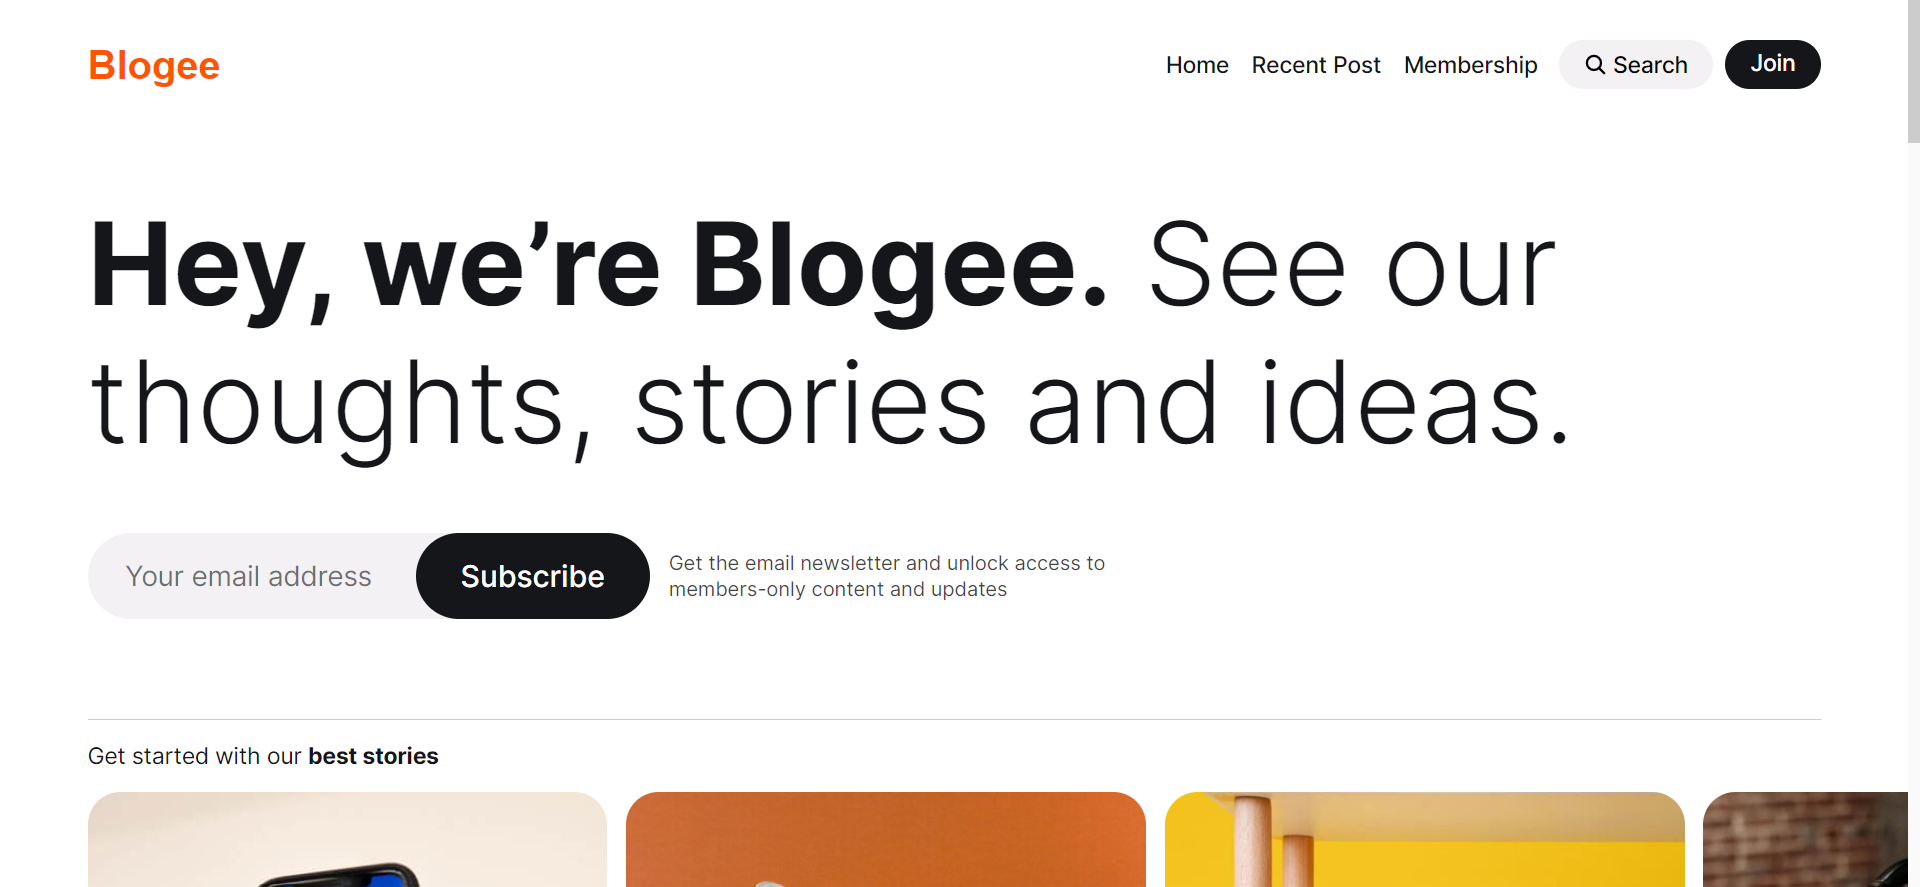 Blogee
Home Recent Post Membership Search Join
Hey, we’re Blogee. See our
thoughts, stories and ideas.
Your email address Subscribe
Get the email newsletter and unlock access to
members-only content and updates
Get started with our best stories